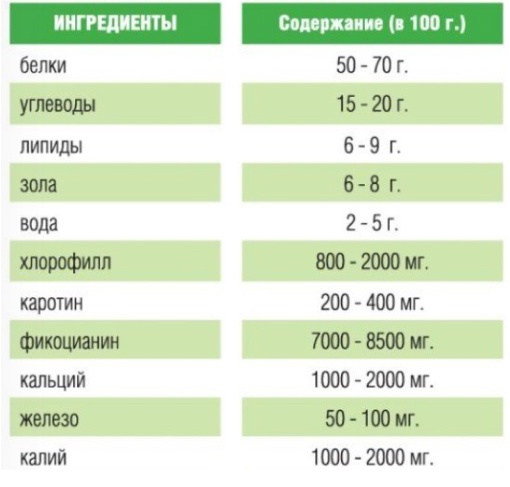 ИНГРЕДИЕНТЫ Содержание (в 100 г.)
белки 50 - 70 г.
углеводы 15 - 20 г.
липиды 6 - 9 г.
зола 6 - 8 г.
вода 2 - 5 г.
хлорофилл 800 - 2000 мг.
каротин 200 - 400 мг.
фикоцианин 7000 - 8500 мг.
кальций 1000 - 2000 мг.
железо 50 - 100 мг.
калий 1000 - 2000 мг.